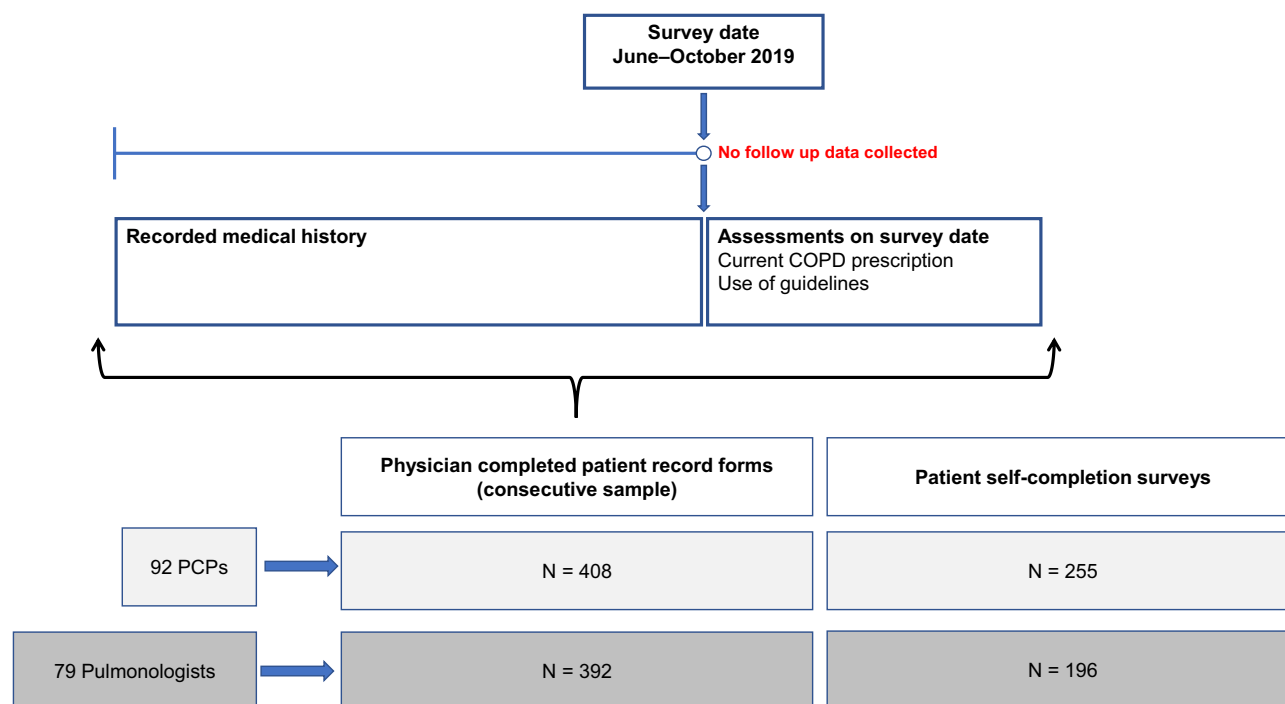 Survey date
June–October 2019
No follow up data collected
Recorded medical history
Assessments on survey date
Current COPD prescription
Use of guidelines
Physician completed patient record forms
(consecutive sample)
Patient self-completion surveys
92 PCPs
N = 408
N = 255
79 Pulmonologists
N = 392
N = 196